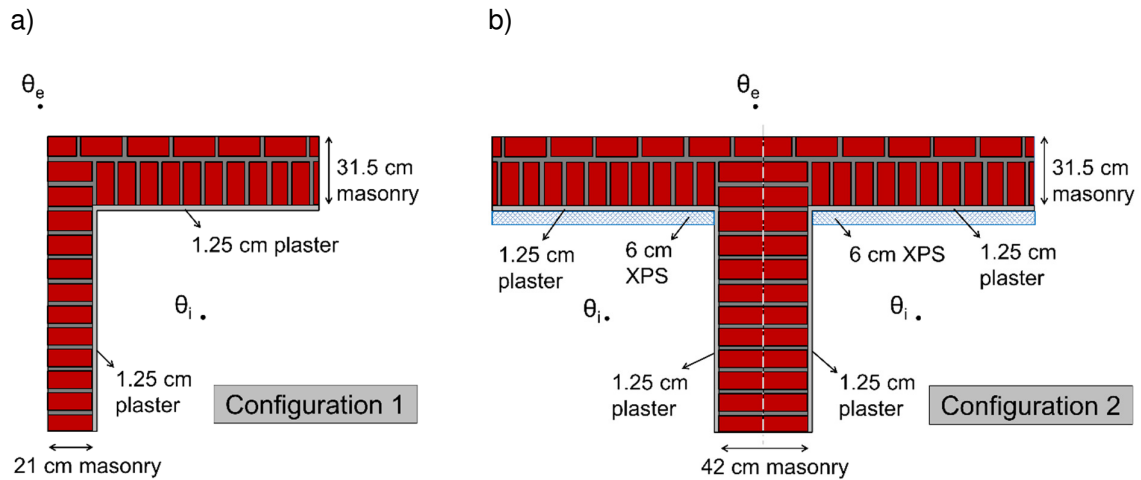 a)
b)
θe
θe
31.5 cm
masonry
31.5 cm
masonry
1.25 cm plaster
1.25 cm
plaster
6 cm
XPS
6 cm XPS
1.25 cm
plaster
θi
θi
θi
1.25 cm
plaster
1.25 cm
plaster
1.25 cm
plaster
Configuration 1
Configuration 2
21 cm masonry
42 cm masonry